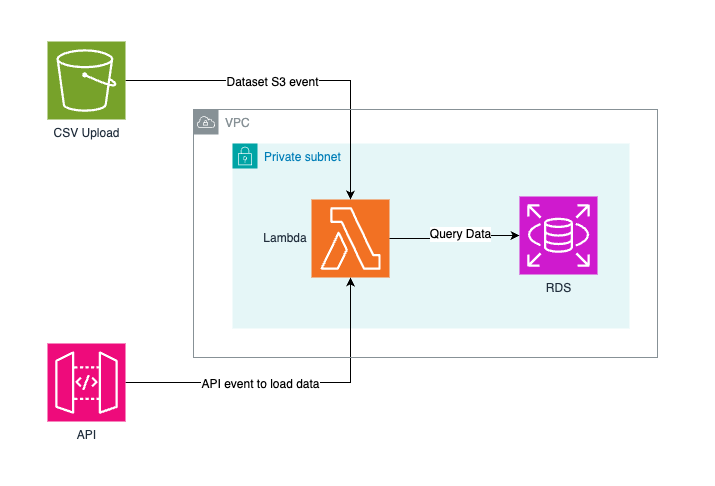 Dataset S3 event
CSV Upload
VPC
Private subnet
Lambda
Query Data
RDS
API event to load data
API